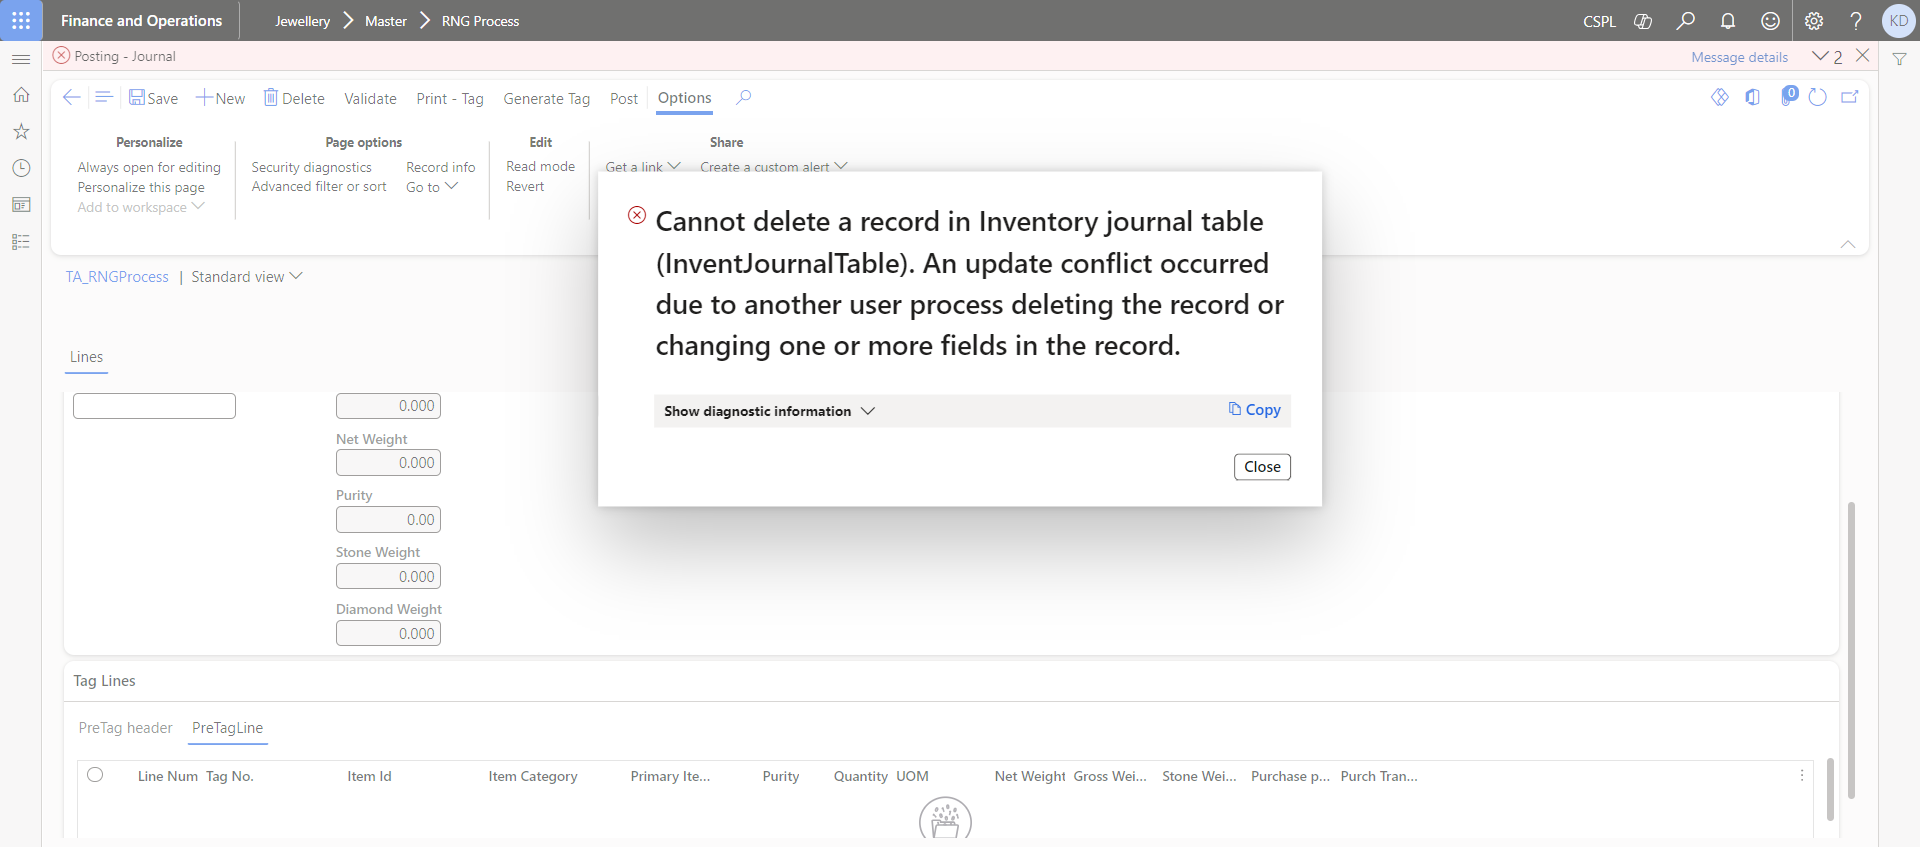 Finance and Operations
Jewellery > Master > RNG Process
CSPL
KD
Posting - Journal
Message details
2
Save
New
Delete
Validate
Print - Tag
Generate Tag
Post
Options
0
Personalize
Always open for editing
Personalize this page
Add to workspace
Page options
Security diagnostics
Advanced filter or sort
Record info
Go to
Edit
Read mode
Revert
Share
Get a link
Create a custom alert
Cannot delete a record in Inventory journal table
(InventJournalTable). An update conflict occurred
due to another user process deleting the record or
changing one or more fields in the record.
Show diagnostic information
Copy
Close
TA_RNGProcess | Standard view
Lines
0.000
Net Weight
0.000
Purity
0.00
Stone Weight
0.000
Diamond Weight
0.000
Tag Lines
PreTag header
PreTagLine
Line Num
Tag No.
Item Id
Item Category
Primary Ite...
Purity
Quantity
UOM
Net Weight
Gross Wei...
Stone Wei...
Purchase p...
Purch Tran...